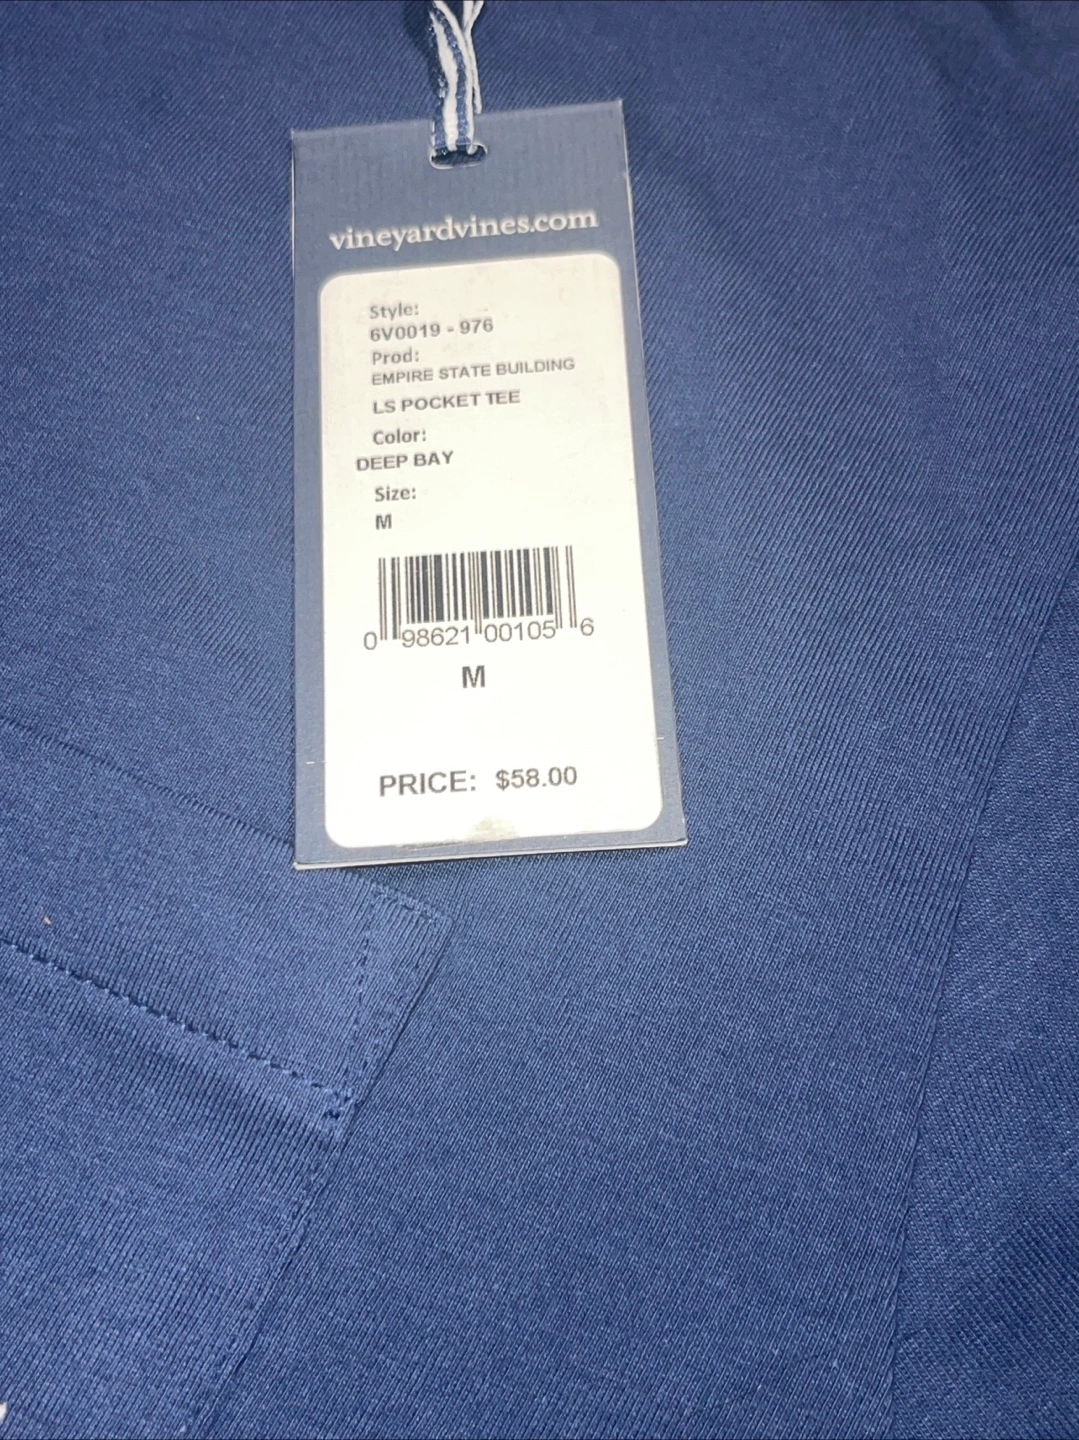 vineyardvines.com
Style:
6V0019 - 976
Prod:
EMPIRE STATE BUILDING
LS POCKET TEE
Color:
DEEP BAY
Size:
M
0 98621 00105 6
M
PRICE: $58.00